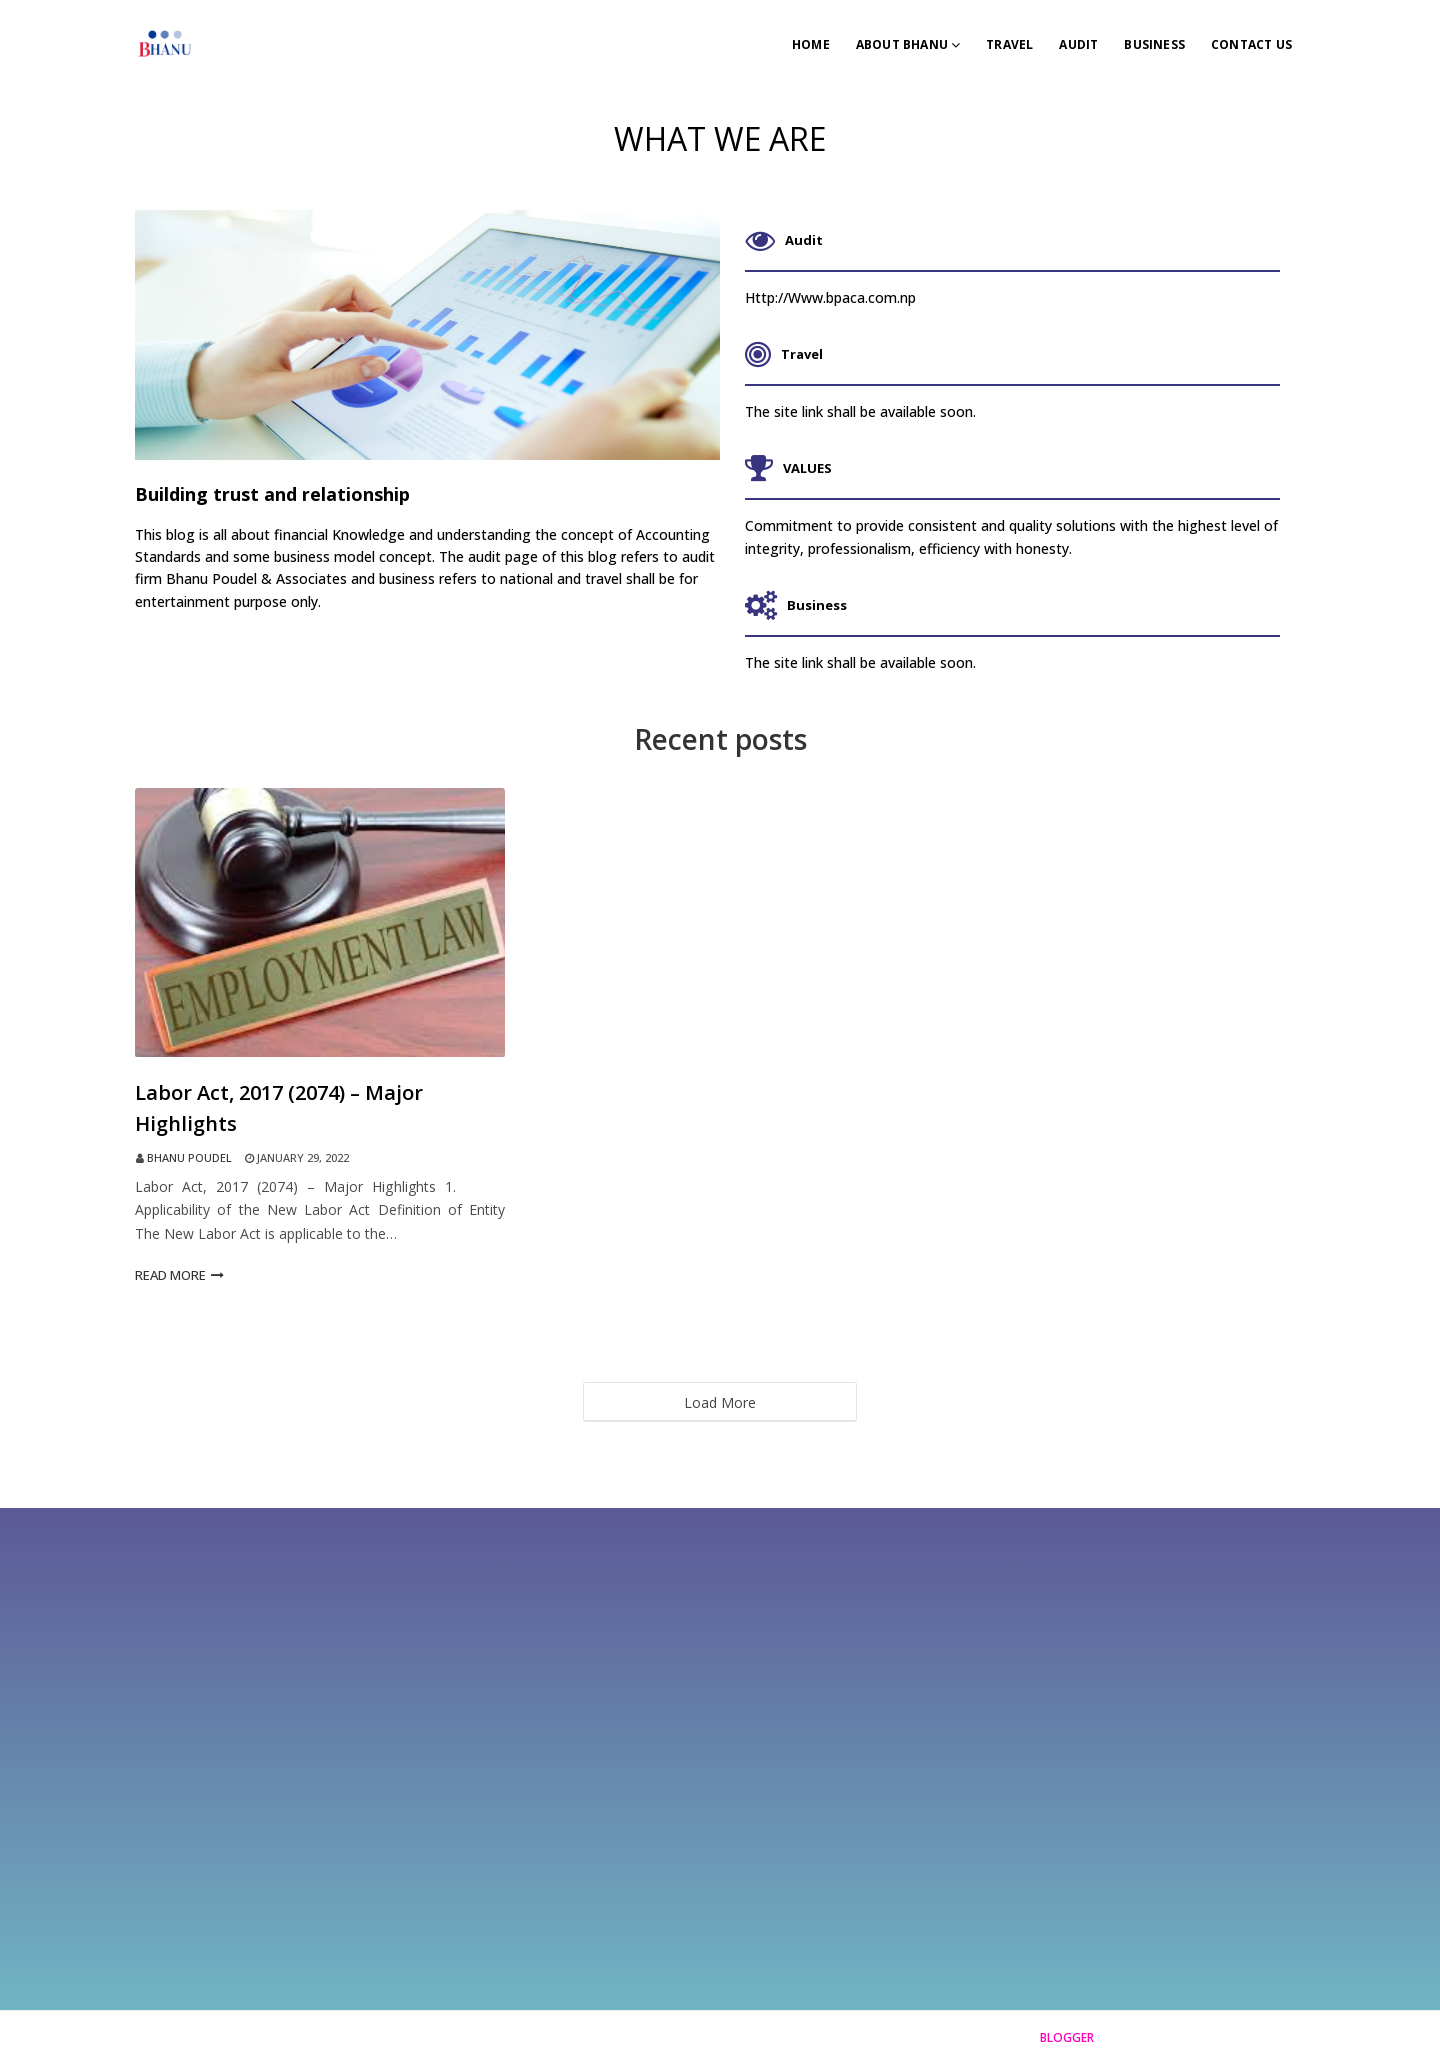 BHANU
HOME
ABOUT BHANU
TRAVEL
AUDIT
BUSINESS
CONTACT US
WHAT WE ARE
Building trust and relationship
This blog is all about financial Knowledge and understanding the concept of Accounting
Standards and some business model concept. The audit page of this blog refers to audit
firm Bhanu Poudel & Associates and business refers to national and travel shall be for
entertainment purpose only.
Audit
Http://Www.bpaca.com.np
Travel
The site link shall be available soon.
VALUES
Commitment to provide consistent and quality solutions with the highest level of
integrity, professionalism, efficiency with honesty.
Business
The site link shall be available soon.
Recent posts
EMPLOYMENT LAW
Labor Act, 2017 (2074) – Major
Highlights
BHANU POUDEL JANUARY 29, 2022
Labor Act, 2017 (2074) – Major Highlights 1.
Applicability of the New Labor Act Definition of Entity
The New Labor Act is applicable to the…
READ MORE
Load More
BLOGGER